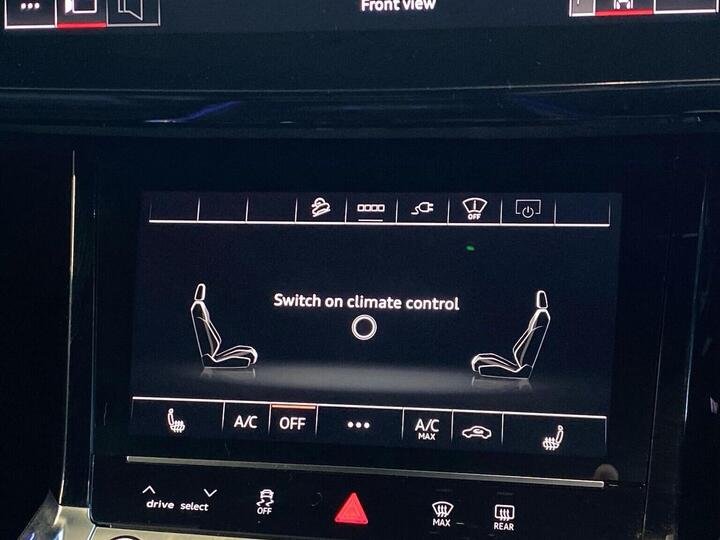 Front view
OFF
Switch on climate control
A/C
OFF
A/C
MAX
drive select
OFF
MAX
REAR